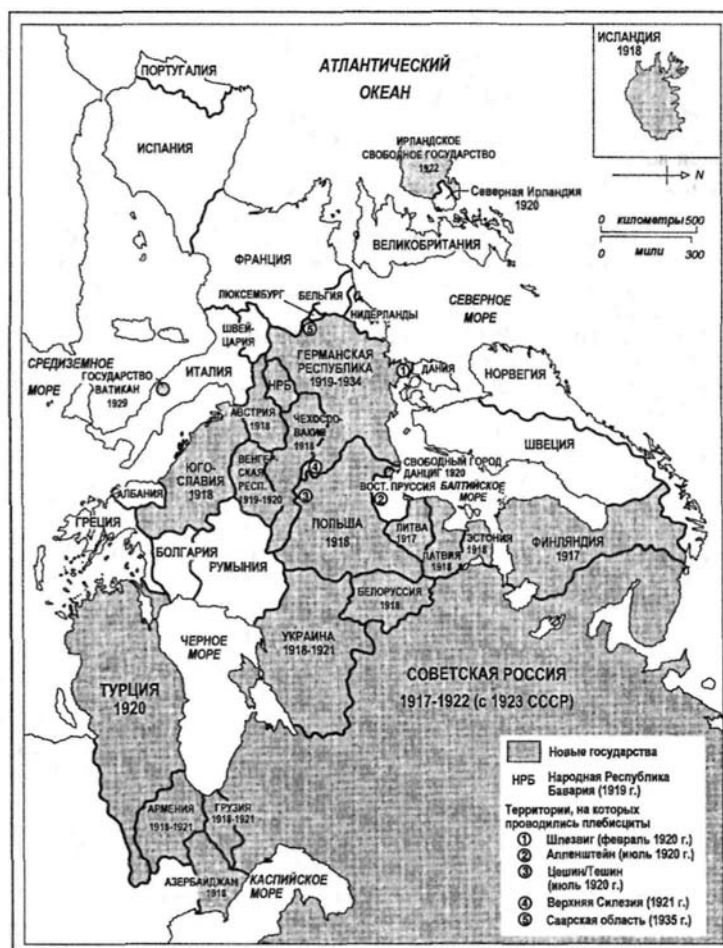 ИСЛАНДИЯ
1918
ПОРТУГАЛИЯ
АТЛАНТИЧЕСКИЙ
ОКЕАН
ИСПАНИЯ
ИРЛАНДСКОЕ
СВОБОДНОЕ ГОСУДАРСТВО
1922
N
Северная Ирландия
1920
0 километры 500
0 мили 300
ВЕЛИКОБРИТАНИЯ
ФРАНЦИЯ
ЛЮКСЕМБУРГ
БЕЛЬГИЯ
НИДЕРЛАНДЫ
СЕВЕРНОЕ
МОРЕ
ШВЕЙ-
ЦАРИЯ
5
СРЕДИЗЕМНОЕ
МОРЕ
ГОСУДАРСТВО
ВАТИКАН
1929
ИТАЛИЯ
ГЕРМАНСКАЯ
РЕСПУБЛИКА
1919-1934
1
ДАНИЯ
НОРВЕГИЯ
НРБ
АВСТРИЯ
1918
ЧЕХОСЛО-
ВАКИЯ
1918
ШВЕЦИЯ
ЮГО-
СЛАВИЯ
1918
ВЕНГЕР-
СКАЯ
РЕСП.
1919-1920
4
3
СВОБОДНЫЙ ГОРОД
ДАНЦИГ 1920
ВОСТ. ПРУССИЯ
2
БАЛТИЙСКОЕ
МОРЕ
АЛБАНИЯ
ГРЕЦИЯ
ПОЛЬША
1918
ЛИТВА
1917
ЛАТВИЯ
1918
ЭСТОНИЯ
1918
ФИНЛЯНДИЯ
1917
БОЛГАРИЯ
РУМЫНИЯ
БЕЛОРУССИЯ
1918
ЧЕРНОЕ
МОРЕ
УКРАИНА
1918-1921
СОВЕТСКАЯ РОССИЯ
1917-1922 (с 1923 СССР)
ТУРЦИЯ
1920
АРМЕНИЯ
1918-1921
ГРУЗИЯ
1918-1921
АЗЕРБАЙДЖАН
1918
КАСПИЙСКОЕ
МОРЕ
Новые государства
НРБ Народная Республика
Бавария (1919 г.)
Территории, на которых
проводились плебисциты
1 Шлезвиг (февраль 1920 г.)
2 Алленштейн (июль 1920 г.)
3 Цешин/Тешин
(июль 1920 г.)
4 Верхняя Силезия (1921 г.)
5 Саарская область (1935 г.)